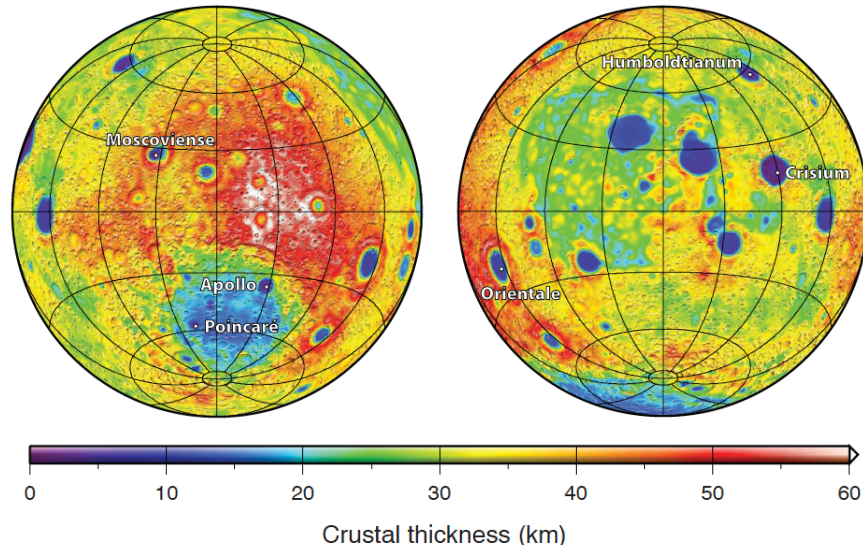 Humboldtianum
Moscoviense
Crisium
Apollo
Orientale
Poincaré
0 10 20 30 40 50 60
Crustal thickness (km)